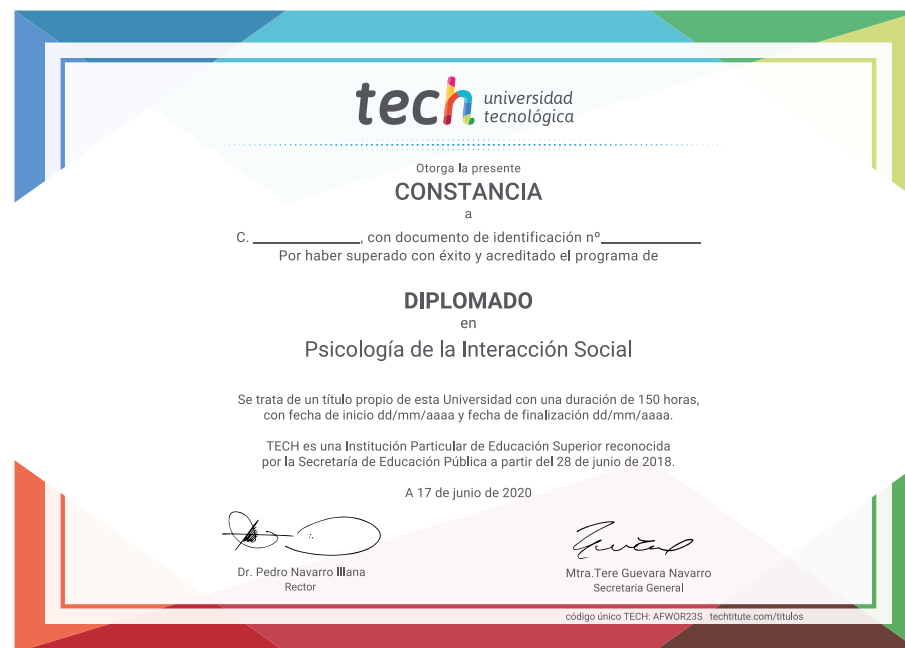 tech universidad
tecnológica
Otorga la presente
CONSTANCIA
a
C. ____________, con documento de identificación nº____________
Por haber superado con éxito y acreditado el programa de
DIPLOMADO
en
Psicología de la Interacción Social
Se trata de un título propio de esta Universidad con una duración de 150 horas,
con fecha de inicio dd/mm/aaaa y fecha de finalización dd/mm/aaaa.
TECH es una Institución Particular de Educación Superior reconocida
por la Secretaría de Educación Pública a partir del 28 de junio de 2018.
A 17 de junio de 2020
Dr. Pedro Navarro Illana
Rector
Mtra.Tere Guevara Navarro
Secretaria General
código único TECH: AFWOR23S techtitute.com/titulos